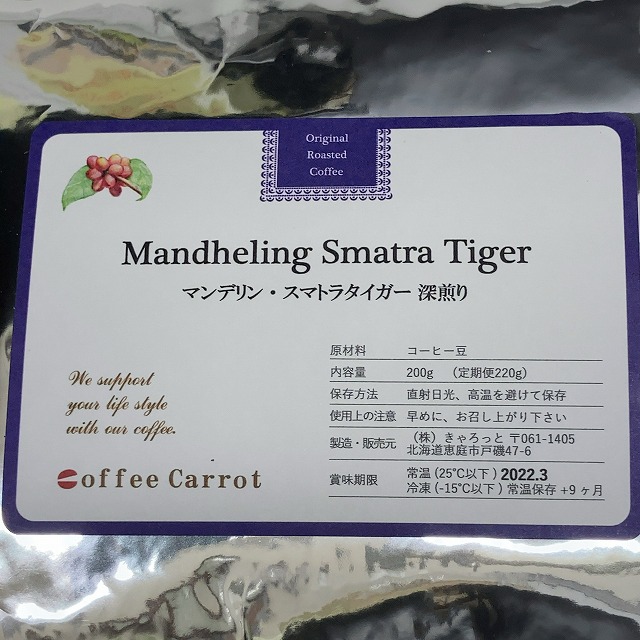 Original
Roasted
Coffee
Mandheling Smatra Tiger
マンデリン・スマトラタイガー 深煎り
We support
your life style
with our coffee.
Coffee Carrot
原材料 コーヒー豆
内容量 200g （定期便220g）
保存方法 直射日光、高温を避けて保存
使用上の注意 早めに、お召し上がり下さい
製造・販売元 （株）きゃろっと 〒061-1405
北海道恵庭市戸磯47-6
賞味期限 常温 (25℃以下) 2022.3
冷凍 (-15℃以下) 常温保存 +9ヶ月